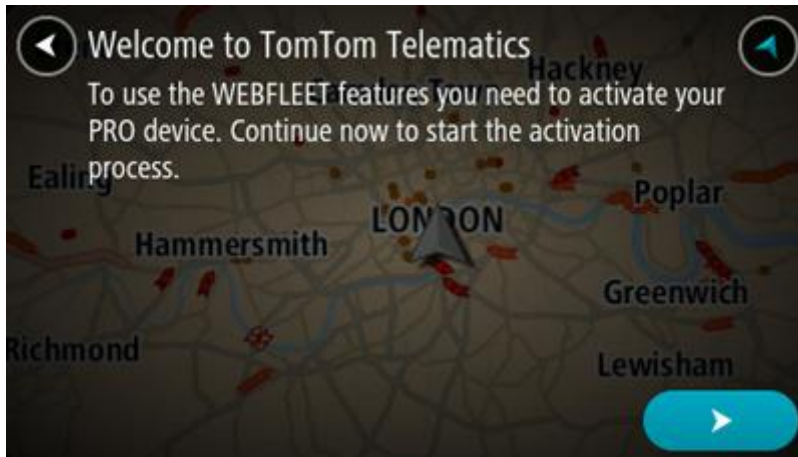 Welcome to TomTom Telematics
To use the WEBFLEET features you need to activate your
PRO device. Continue now to start the activation
process.
Hackney
Ealing
Poplar
LONDON
Hammersmith
Greenwich
Richmond
Lewisham